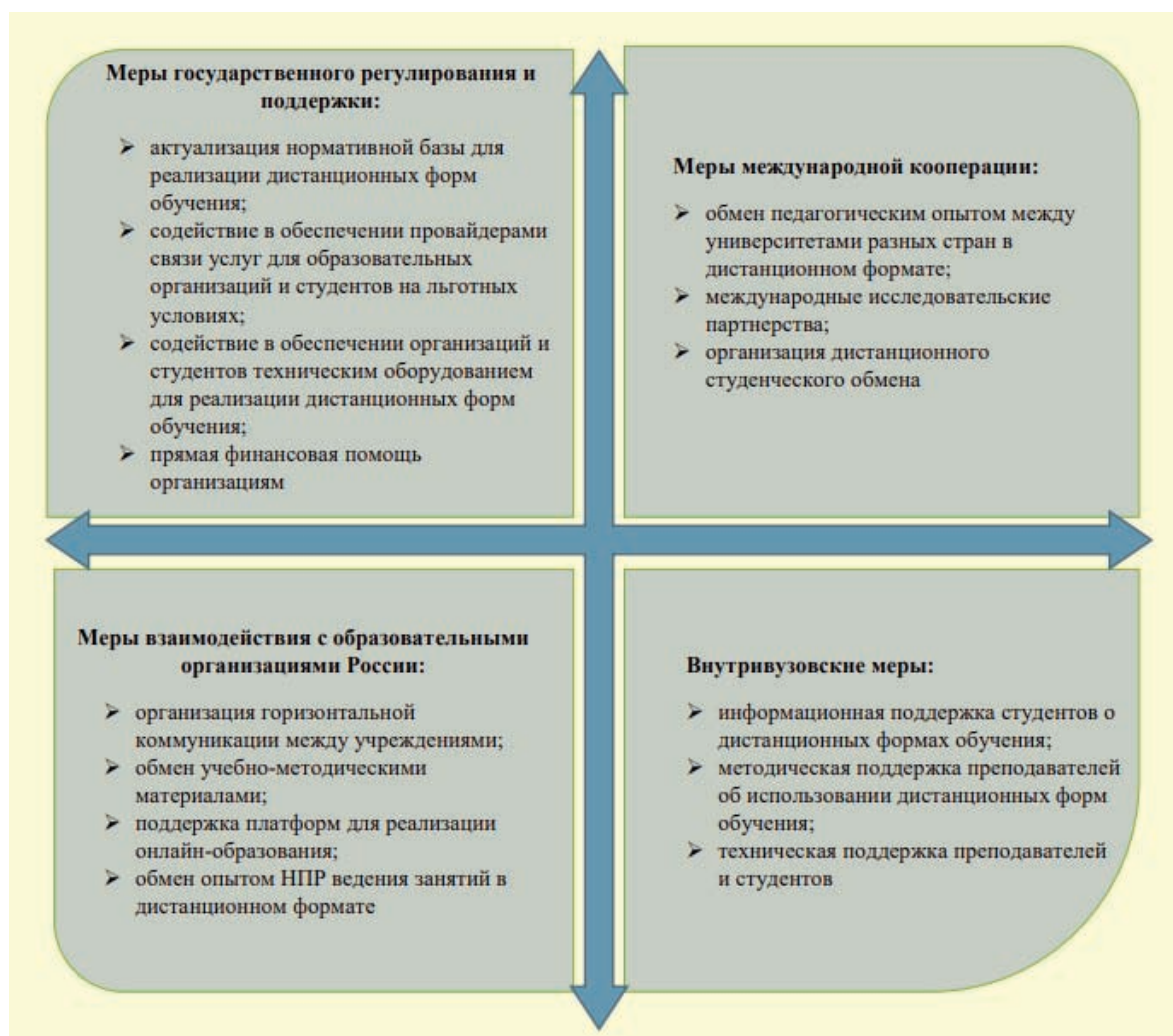 Меры государственного регулирования и
поддержки:
➢ актуализация нормативной базы для
реализации дистанционных форм
обучения;
➢ содействие в обеспечении провайдерами
связи услуг для образовательных
организаций и студентов на льготных
условиях;
➢ содействие в обеспечении организаций и
студентов техническим оборудованием
для реализации дистанционных форм
обучения;
➢ прямая финансовая помощь
организациям
Меры международной кооперации:
➢ обмен педагогическим опытом между
университетами разных стран в
дистанционном формате;
➢ международные исследовательские
партнерства;
➢ организация дистанционного
студенческого обмена
Меры взаимодействия с образовательными
организациями России:
➢ организация горизонтальной
коммуникации между учреждениями;
➢ обмен учебно-методическими
материалами;
➢ поддержка платформ для реализации
онлайн-образования;
➢ обмен опытом НПР ведения занятий в
дистанционном формате
Внутривузовские меры:
➢ информационная поддержка студентов о
дистанционных формах обучения;
➢ методическая поддержка преподавателей
об использовании дистанционных форм
обучения;
➢ техническая поддержка преподавателей
и студентов